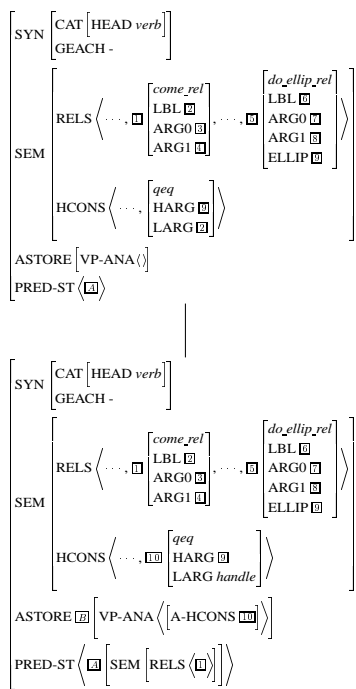 SYN [CAT [HEAD verb]
GEACH -]
SEM
RELS ⟨ ···, [1] [come_rel
LBL [2]
ARG0 [3]
ARG1 [4]], ···, [5] [do_ellip_rel
LBL [6]
ARG0 [7]
ARG1 [8]
ELLIP [9]] ⟩
HCONS ⟨ ···, [qeq
HARG [9]
LARG [2]] ⟩
ASTORE [VP-ANA ⟨⟩]
PRED-ST ⟨[A]⟩
SYN [CAT [HEAD verb]
GEACH -]
SEM
RELS ⟨ ···, [1] [come_rel
LBL [2]
ARG0 [3]
ARG1 [4]], ···, [5] [do_ellip_rel
LBL [6]
ARG0 [7]
ARG1 [8]
ELLIP [9]] ⟩
HCONS ⟨ ···, [10] [qeq
HARG [9]
LARG handle] ⟩
ASTORE [B] [VP-ANA ⟨[A-HCONS [10]]⟩]
PRED-ST ⟨[A] [SEM [RELS ⟨[1]⟩]]⟩